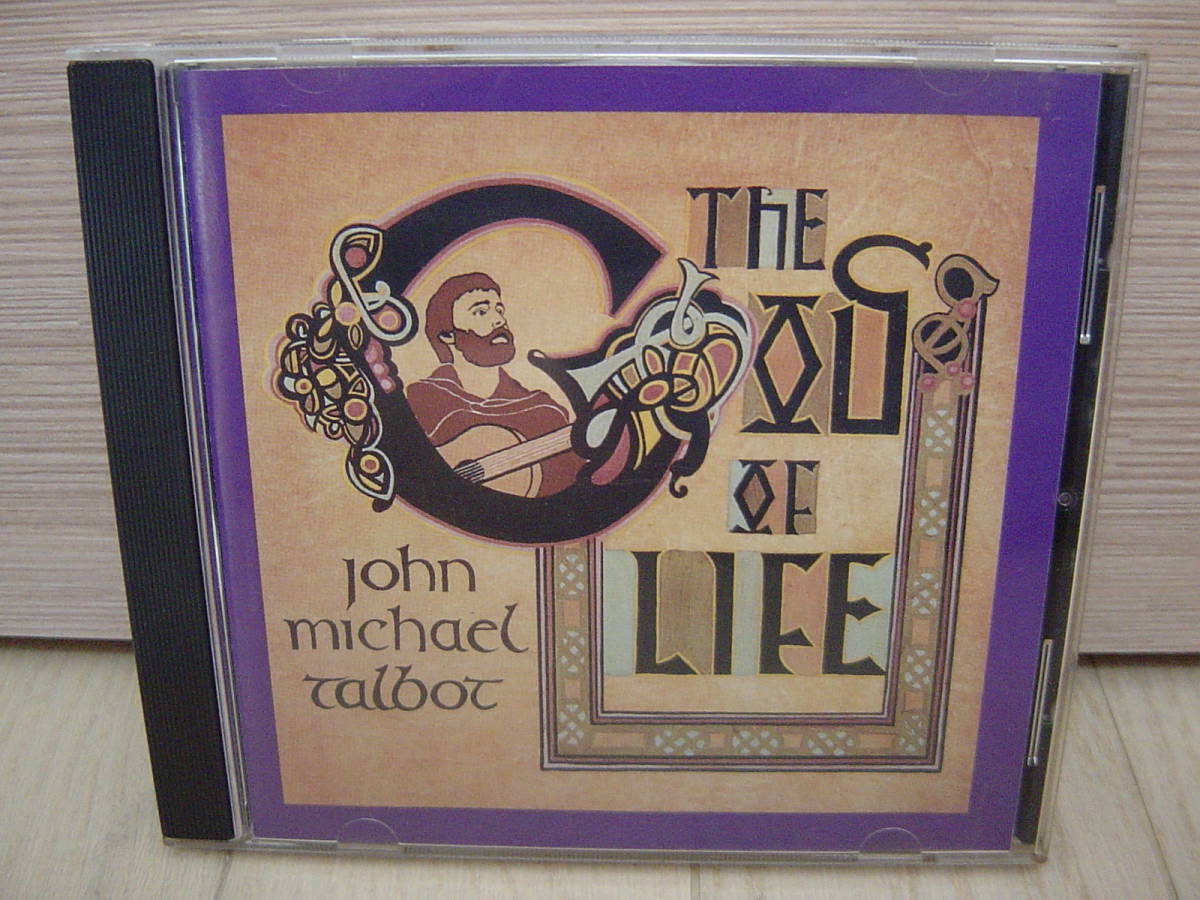 THE
GOD
OF
LIFE
john
michael
talbot